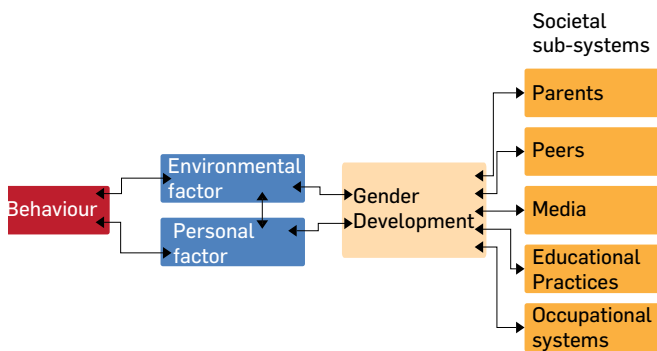 Societal
sub-systems
Parents
Environmental
factor
Peers
Behaviour
Gender
Development
Media
Personal
factor
Educational
Practices
Occupational
systems